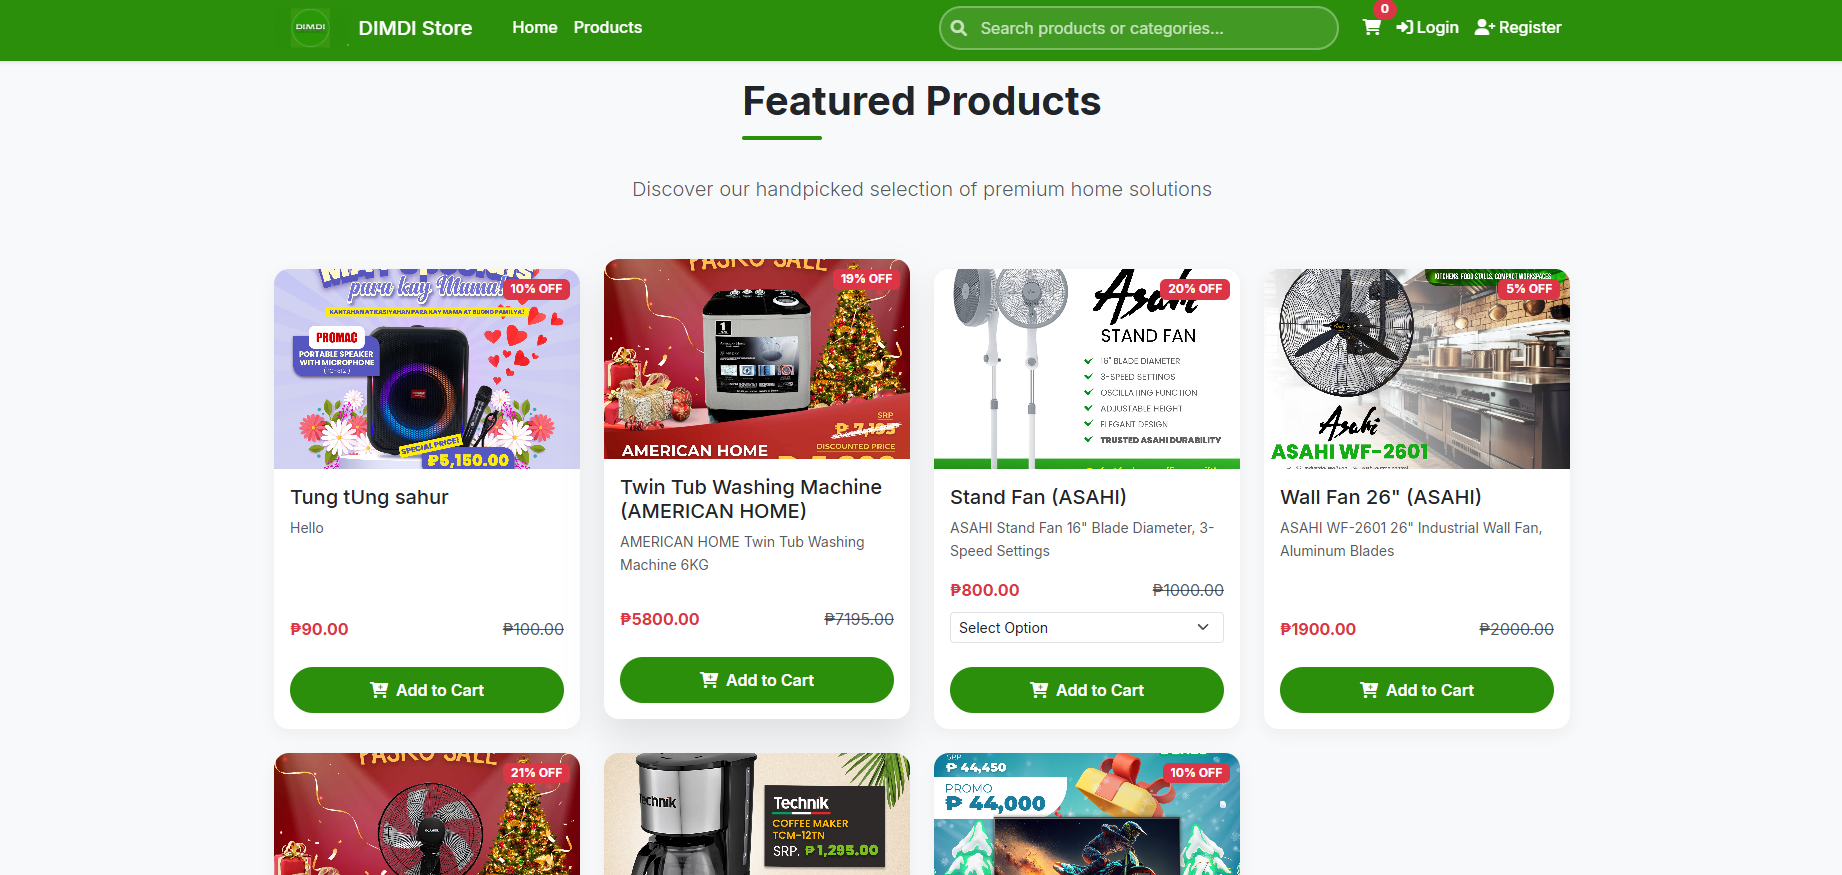 DIMDI
DIMDI Store
Home
Products
Search products or categories...
0
Login
Register
Featured Products
Discover our handpicked selection of premium home solutions
para kay Mama!
10% OFF
KANTAHAN AT KASIYAHAN PARA KAY MAMA AT BUONG PAMILYA!
PROMAC
PORTABLE SPEAKER
WITH MICROPHONE
SPECIAL PRICE!
₱5,150.00
Tung tUng sahur
Hello
₱90.00
₱100.00
Add to Cart
PASKO SALE
19% OFF
1
SRP
₱ 7,195
DISCOUNTED PRICE
AMERICAN HOME
Twin Tub Washing Machine
(AMERICAN HOME)
AMERICAN HOME Twin Tub Washing
Machine 6KG
₱5800.00
₱7195.00
Add to Cart
Asahi
20% OFF
STAND FAN
16" BLADE DIAMETER
3-SPEED SETTINGS
OSCILLATING FUNCTION
ADJUSTABLE HEIGHT
ELEGANT DESIGN
TRUSTED ASAHI DURABILITY
Stand Fan (ASAHI)
ASAHI Stand Fan 16" Blade Diameter, 3-
Speed Settings
₱800.00
₱1000.00
Select Option
Add to Cart
KITCHENS, FOOD STALLS, COMPACT WORKSPACES
5% OFF
Asahi
ASAHI WF-2601
Wall Fan 26" (ASAHI)
ASAHI WF-2601 26" Industrial Wall Fan,
Aluminum Blades
₱1900.00
₱2000.00
Add to Cart
PASKO SALE
21% OFF
Technik
Technik
COFFEE MAKER
TCM-12TN
SRP. ₱1,295.00
SRP
₱ 44,450
10% OFF
PROMO
₱ 44,000